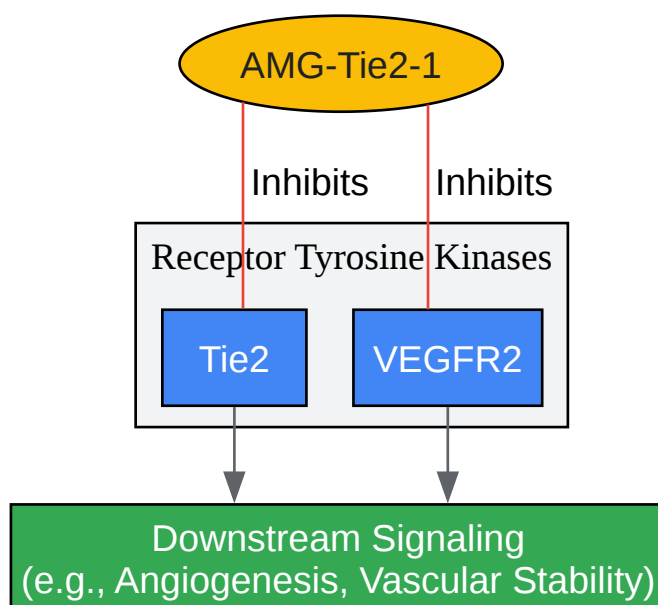 AMG-Tie2-1
Inhibits Inhibits
Receptor Tyrosine Kinases
Tie2 VEGFR2
Downstream Signaling
(e.g., Angiogenesis, Vascular Stability)